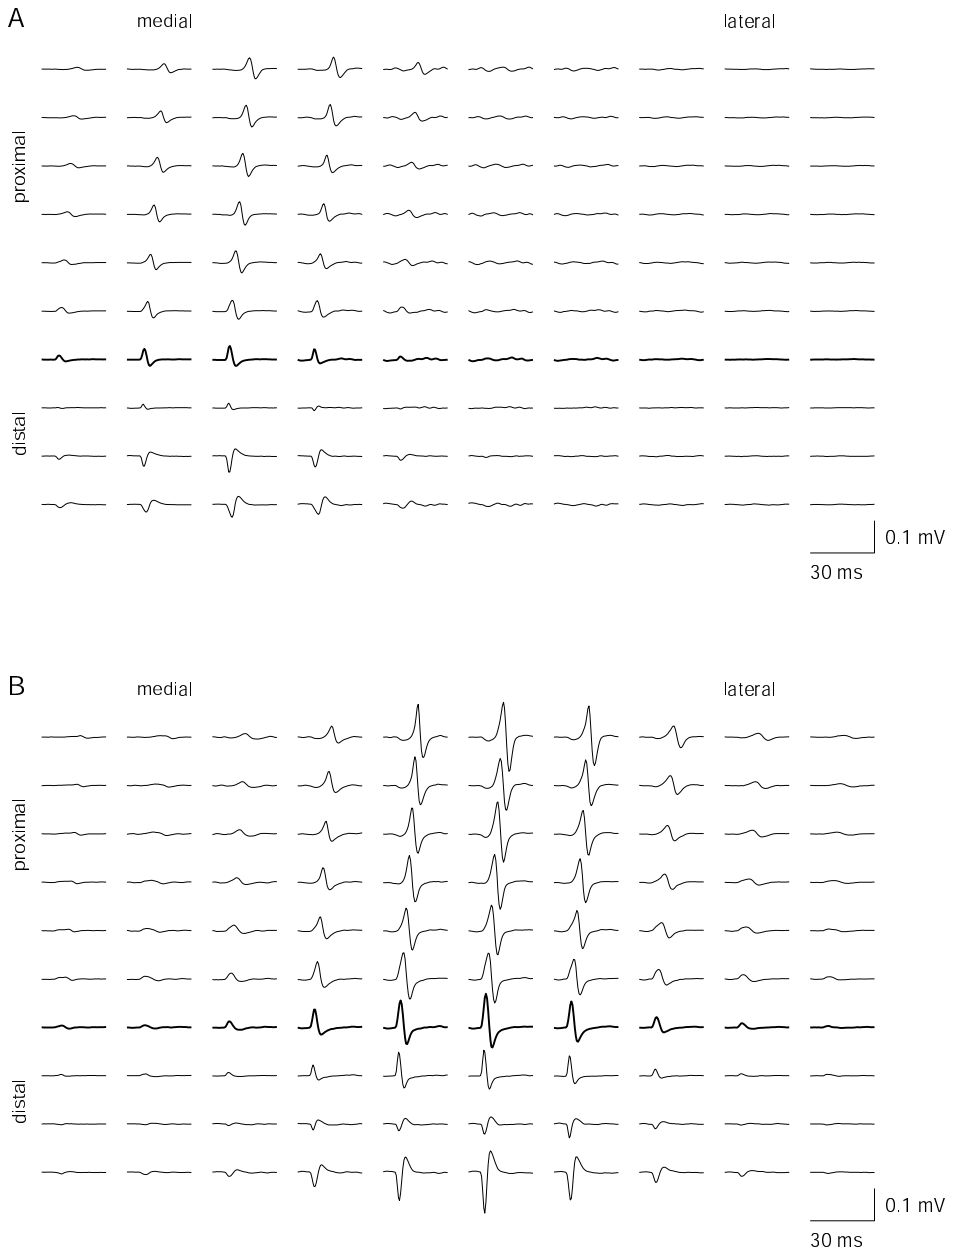 A
medial lateral
proximal
distal
0.1 mV
30 ms
B
medial lateral
proximal
distal
0.1 mV
30 ms